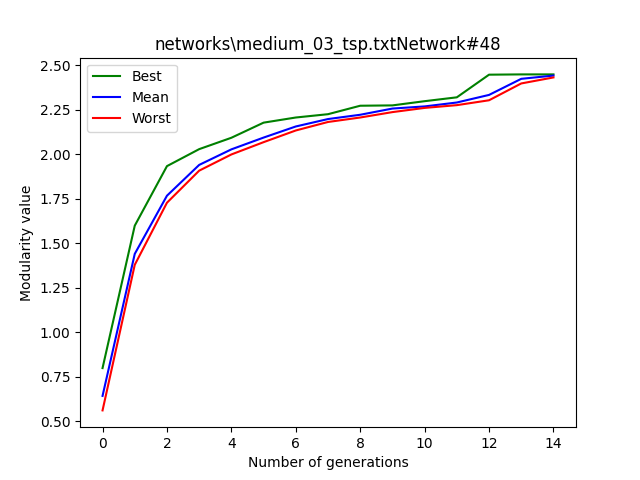 networks\medium_03_tsp.txtNetwork#48
Best
Mean
Worst
2.50
2.25
2.00
1.75
1.50
1.25
1.00
0.75
0.50
Modularity value
0 2 4 6 8 10 12 14
Number of generations